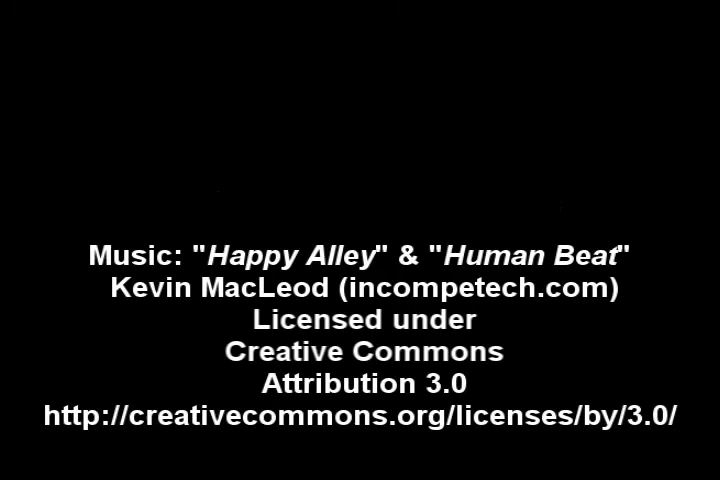 Music: "Happy Alley" & "Human Beat"
Kevin MacLeod (incompetech.com)
Licensed under
Creative Commons
Attribution 3.0
http://creativecommons.org/licenses/by/3.0/